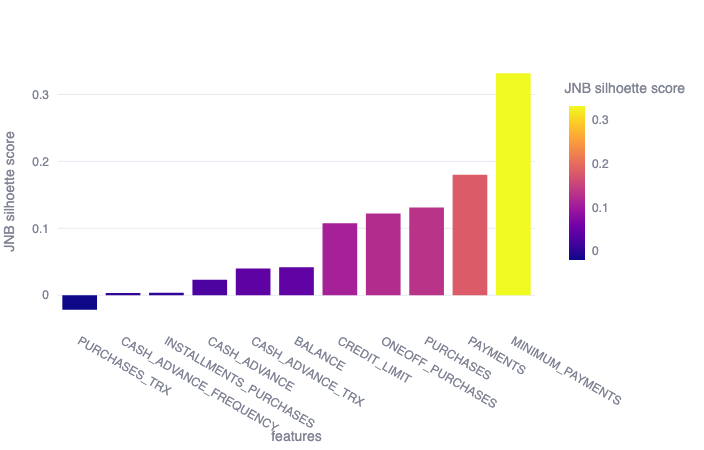 JNB silhoette score
0.3
0.2
0.1
0
JNB silhoette score
0.3
0.2
0.1
0
PURCHASES_TRX
CASH_ADVANCE_FREQUENCY
INSTALLMENTS_PURCHASES
CASH_ADVANCE
CASH_ADVANCE_TRX
BALANCE
CREDIT_LIMIT
ONEOFF_PURCHASES
PURCHASES
PAYMENTS
MINIMUM_PAYMENTS
features